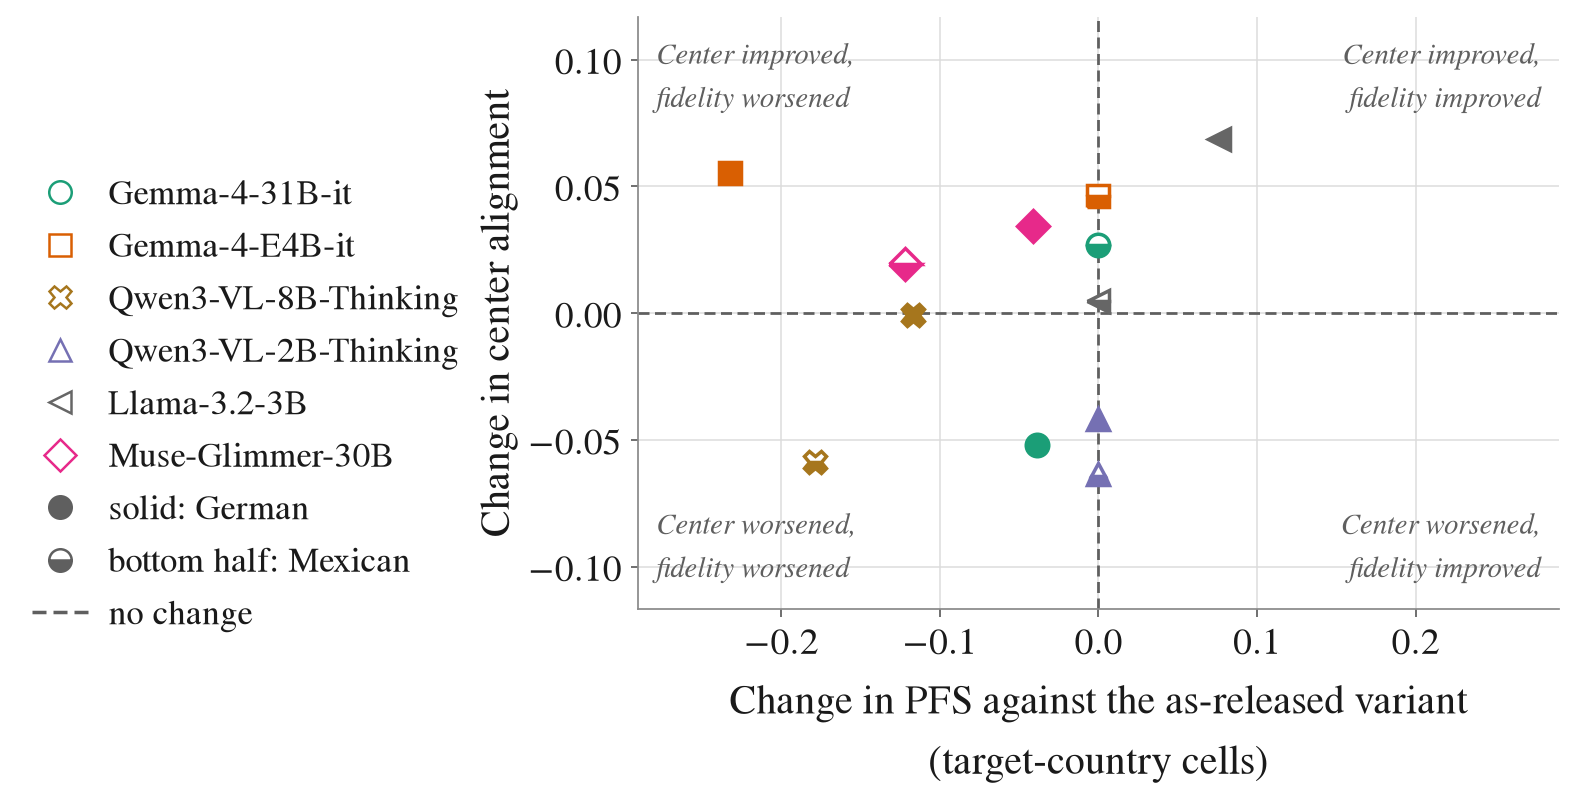 Gemma-4-31B-it
Gemma-4-E4B-it
Qwen3-VL-8B-Thinking
Qwen3-VL-2B-Thinking
Llama-3.2-3B
Muse-Glimmer-30B
solid: German
bottom half: Mexican
no change
Change in center alignment
0.10
0.05
0.00
−0.05
−0.10
Center improved,
fidelity worsened
Center improved,
fidelity improved
Center worsened,
fidelity worsened
Center worsened,
fidelity improved
−0.2
−0.1
0.0
0.1
0.2
Change in PFS against the as-released variant
(target-country cells)